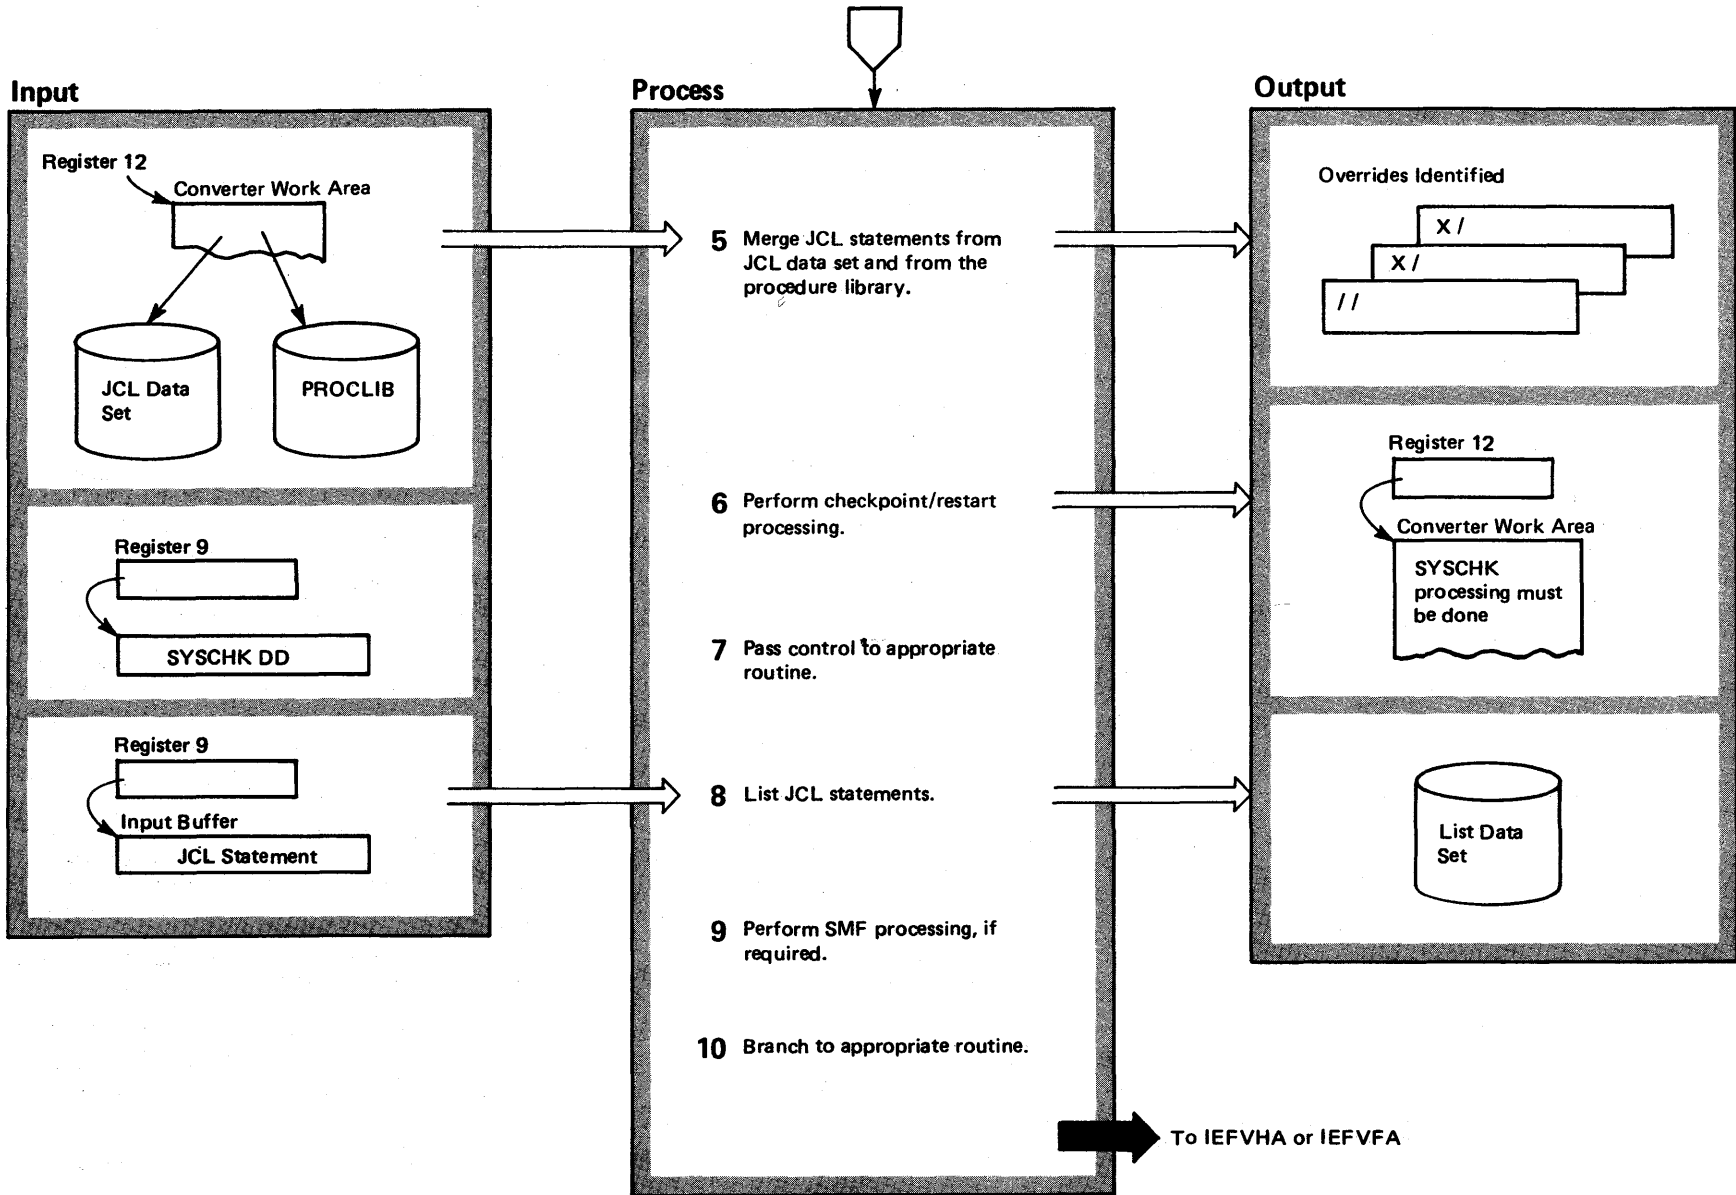 Input
Register 12
Converter Work Area
JCL Data
Set
PROCLIB
Register 9
SYSCHK DD
Register 9
Input Buffer
JCL Statement
Process
5 Merge JCL statements from
JCL data set and from the
procedure library.
6 Perform checkpoint/restart
processing.
7 Pass control to appropriate
routine.
8 List JCL statements.
9 Perform SMF processing, if
required.
10 Branch to appropriate routine.
To IEFVHA or IEFVFA
Output
Overrides Identified
X /
X /
//
Register 12
Converter Work Area
SYSCHK
processing must
be done
List Data
Set